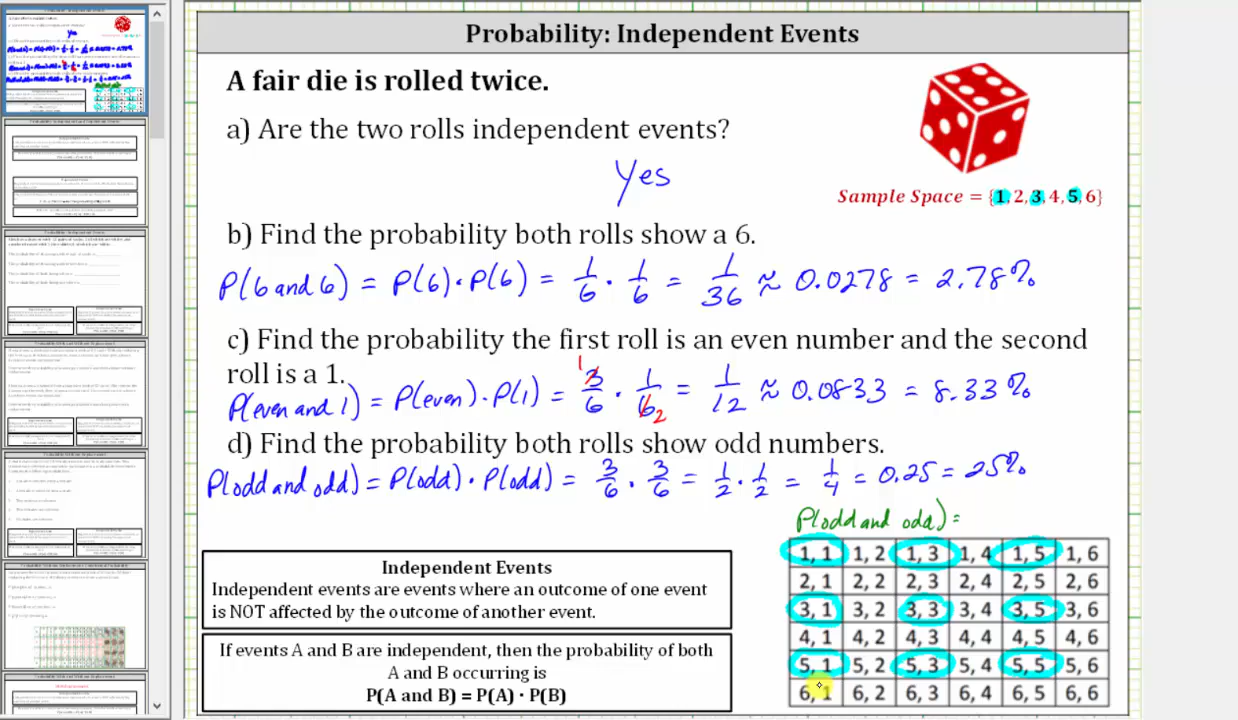 Probability: Independent Events
A fair die is rolled twice.
a) Are the two rolls independent events?
Yes
Sample Space = {1, 2, 3, 4, 5, 6}
b) Find the probability both rolls show a 6.
P(6 and 6) = P(6) · P(6) = 1/6 · 1/6 = 1/36 ≈ 0.0278 = 2.78%
c) Find the probability the first roll is an even number and the second
roll is a 1.
P(even and 1) = P(even) · P(1) = 3/6 · 1/6 = 1/12 ≈ 0.0833 = 8.33%
1
2
d) Find the probability both rolls show odd numbers.
P(odd and odd) = P(odd) · P(odd) = 3/6 · 3/6 = 1/2 · 1/2 = 1/4 = 0.25 = 25%
P(odd and odd) =
Independent Events
Independent events are events where an outcome of one event
is NOT affected by the outcome of another event.
If events A and B are independent, then the probability of both
A and B occurring is
P(A and B) = P(A) · P(B)
1, 1 1, 2 1, 3 1, 4 1, 5 1, 6
2, 1 2, 2 2, 3 2, 4 2, 5 2, 6
3, 1 3, 2 3, 3 3, 4 3, 5 3, 6
4, 1 4, 2 4, 3 4, 4 4, 5 4, 6
5, 1 5, 2 5, 3 5, 4 5, 5 5, 6
6, 1 6, 2 6, 3 6, 4 6, 5 6, 6